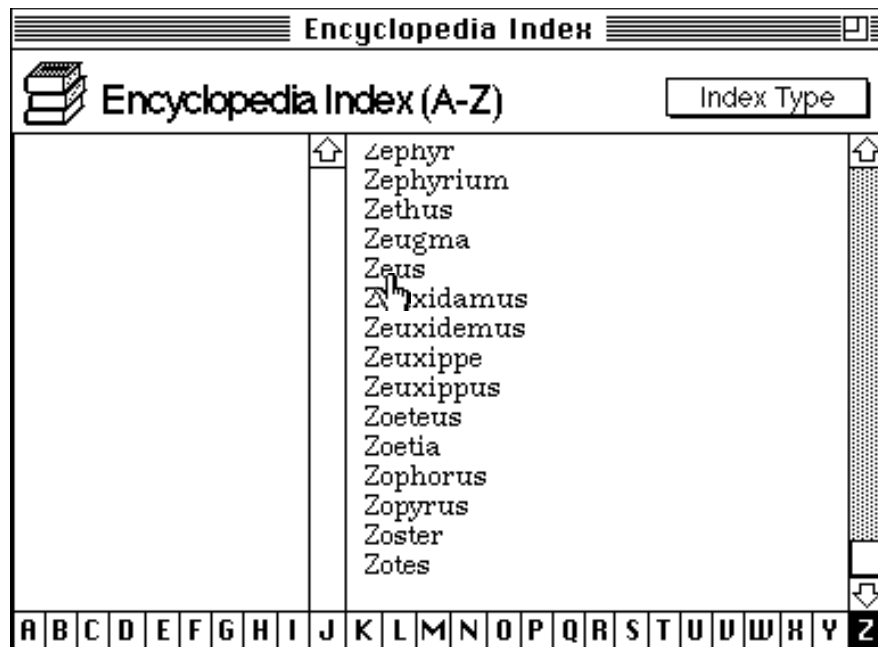 Encyclopedia Index
Encyclopedia Index (A-Z)
Index Type
Zephyr
Zephyrium
Zethus
Zeugma
Zeus
Zeuxidamus
Zeuxidemus
Zeuxippe
Zeuxippus
Zoeteus
Zoetia
Zophorus
Zopyrus
Zoster
Zotes
A B C D E F G H I J K L M N O P Q R S T U V W X Y Z